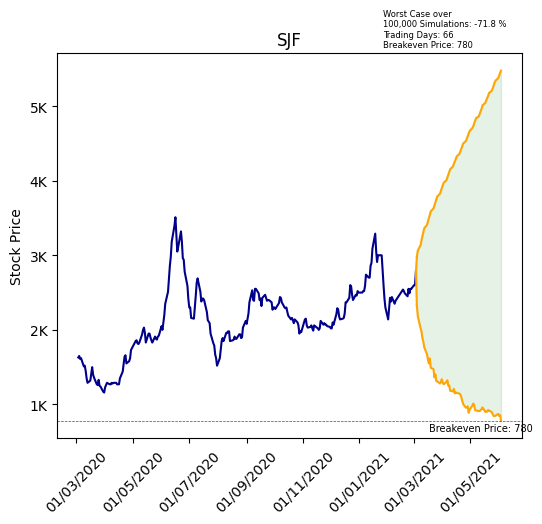 Worst Case over
100,000 Simulations: -71.8 %
Trading Days: 66
Breakeven Price: 780
SJF
Stock Price
5K
4K
3K
2K
1K
Breakeven Price: 780
01/03/2020
01/05/2020
01/07/2020
01/09/2020
01/11/2020
01/01/2021
01/03/2021
01/05/2021